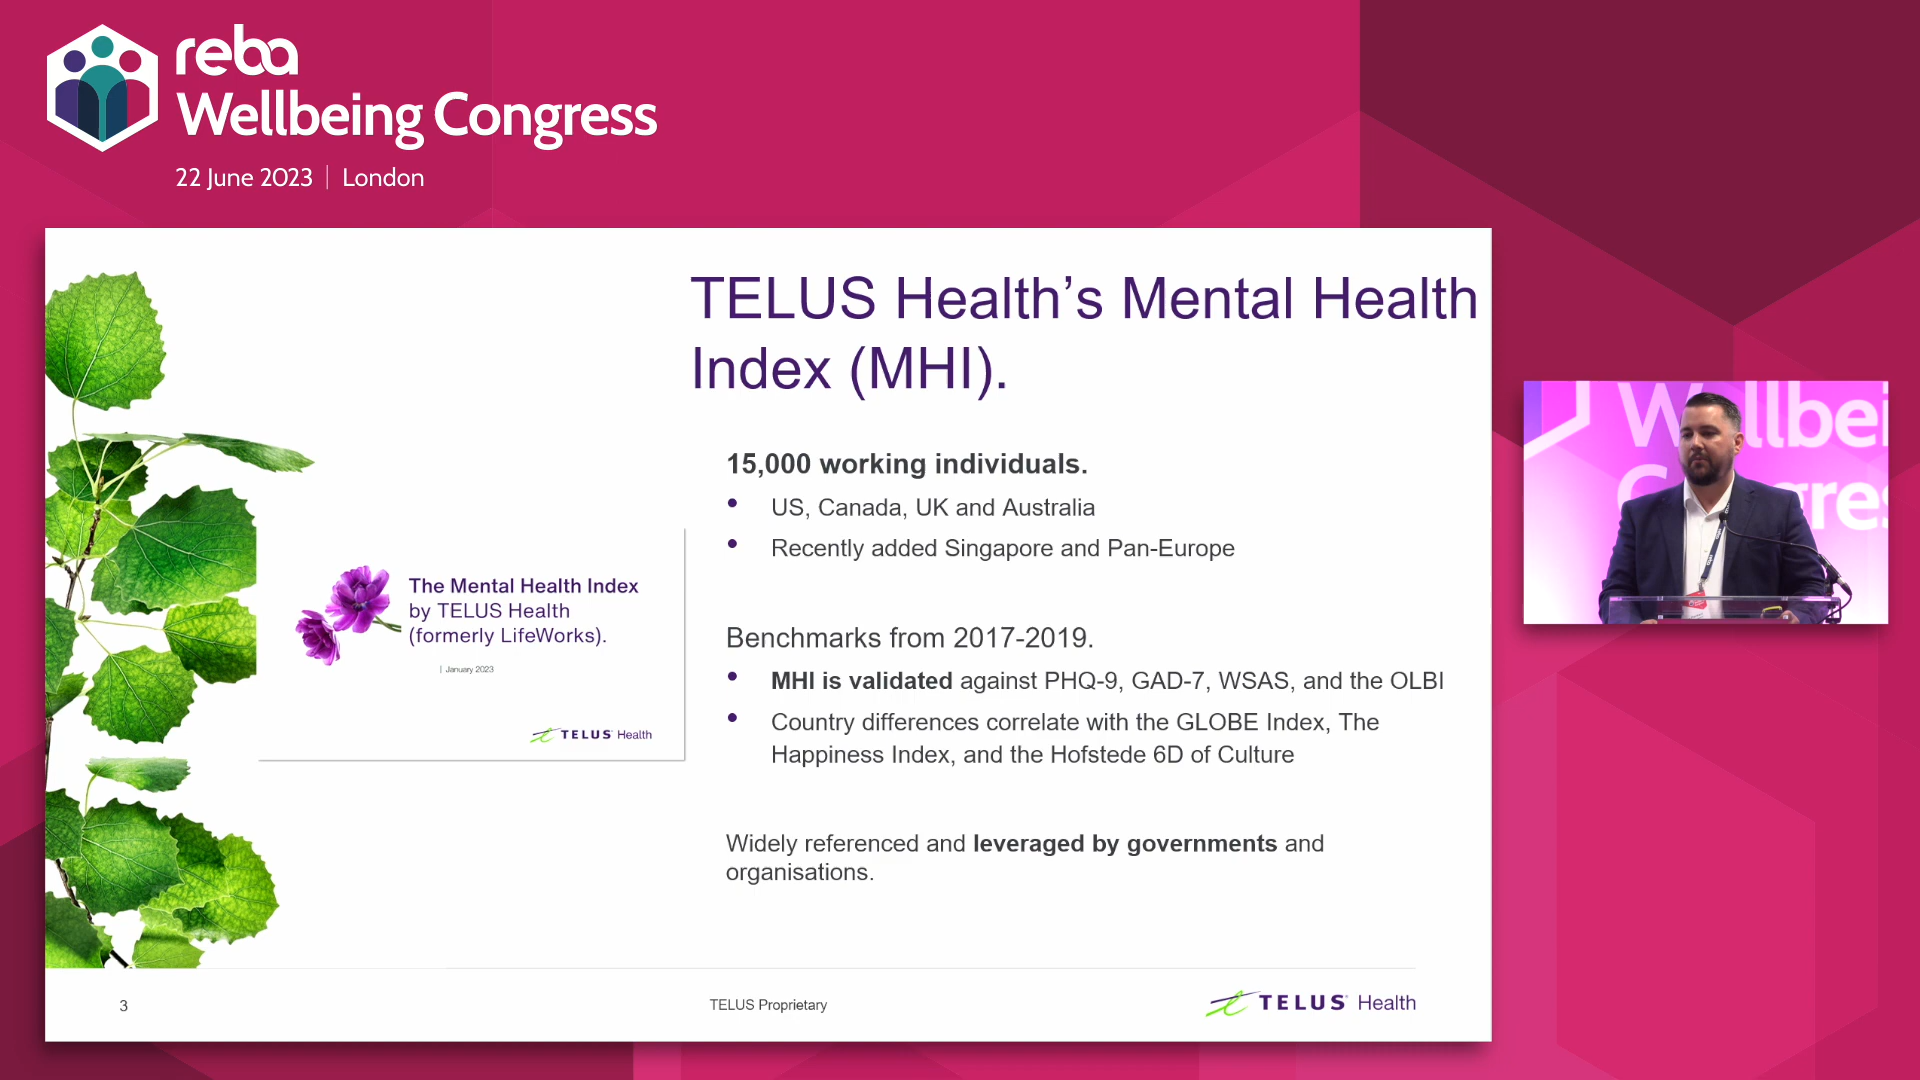 reba
Wellbeing Congress
22 June 2023 | London
TELUS Health’s Mental Health
Index (MHI).
15,000 working individuals.
• US, Canada, UK and Australia
• Recently added Singapore and Pan-Europe
The Mental Health Index
by TELUS Health
(formerly LifeWorks).
| January 2023
TELUS Health
Benchmarks from 2017-2019.
• MHI is validated against PHQ-9, GAD-7, WSAS, and the OLBI
• Country differences correlate with the GLOBE Index, The
Happiness Index, and the Hofstede 6D of Culture
Widely referenced and leveraged by governments and
organisations.
3
TELUS Proprietary
TELUS Health